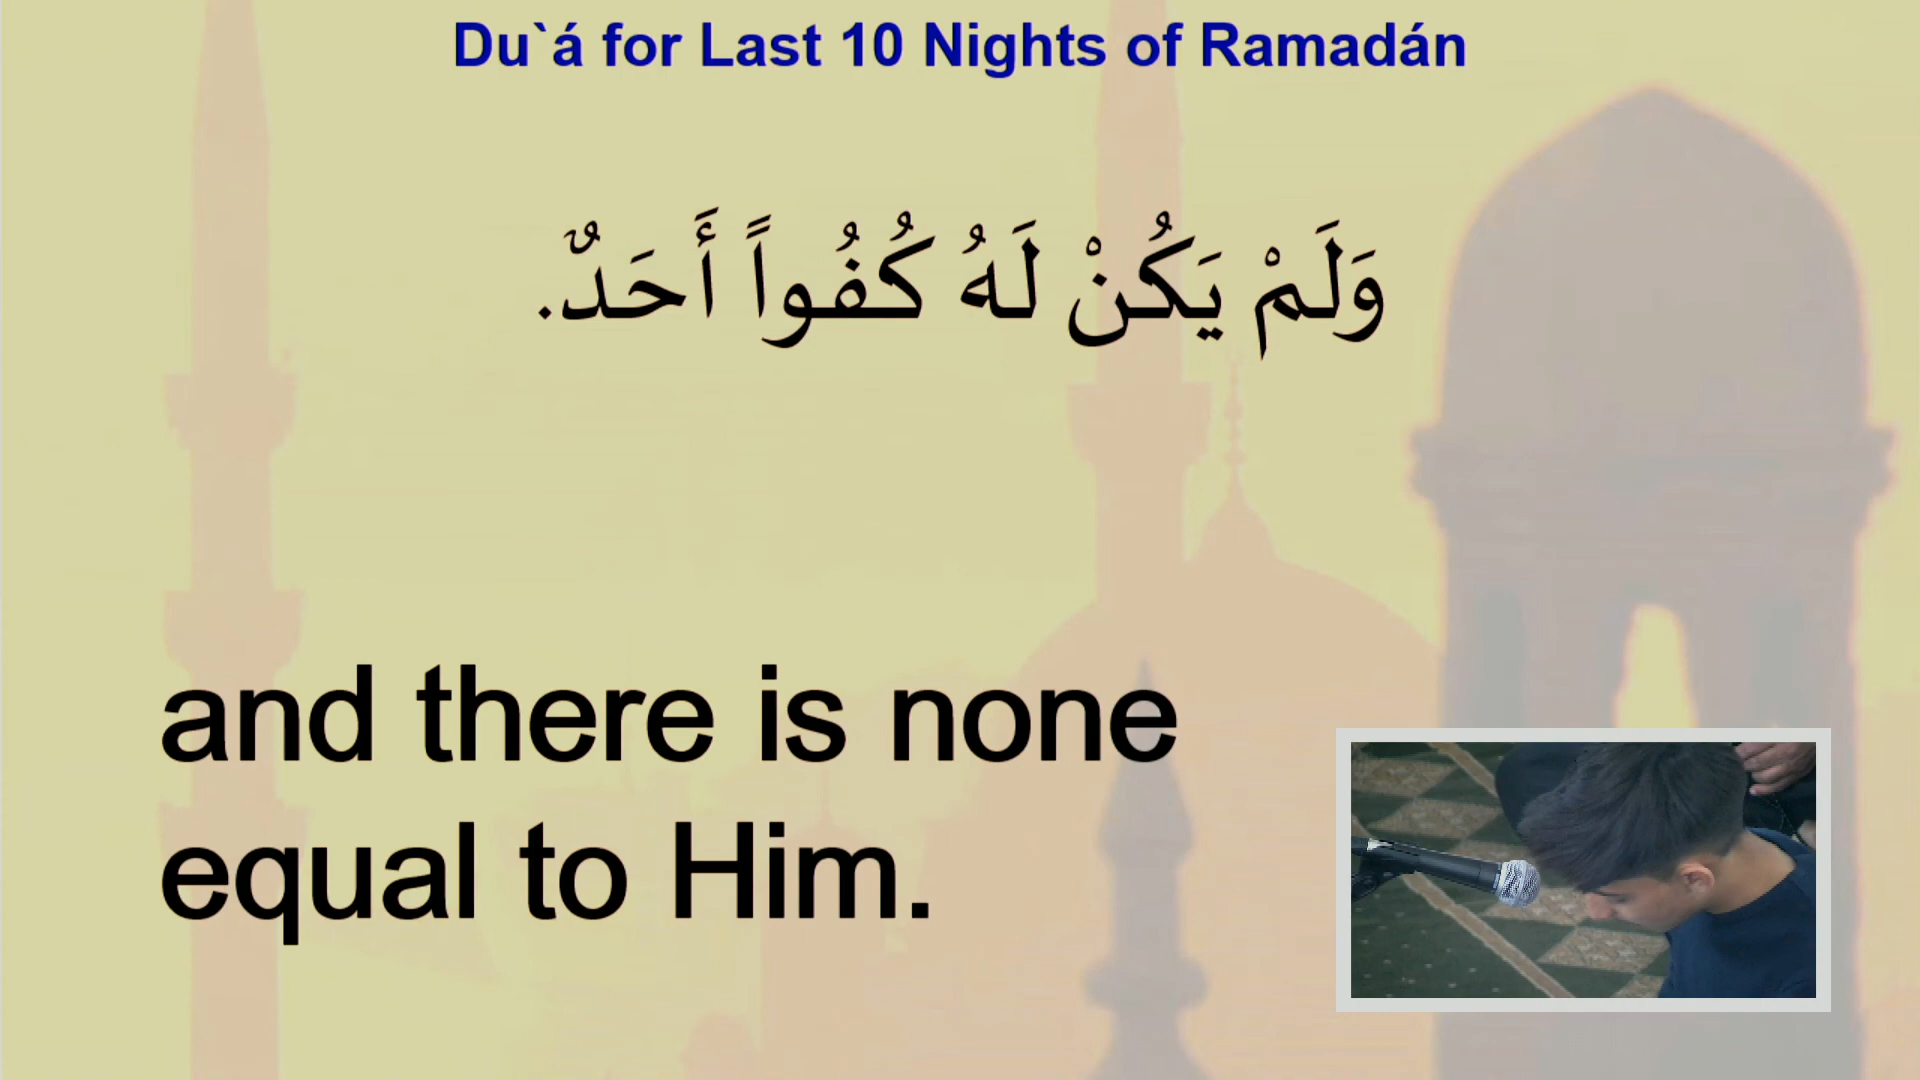 Du`á for Last 10 Nights of Ramadán
وَلَمْ يَكُنْ لَهُ كُفُواً أَحَدٌ.
and there is none
equal to Him.